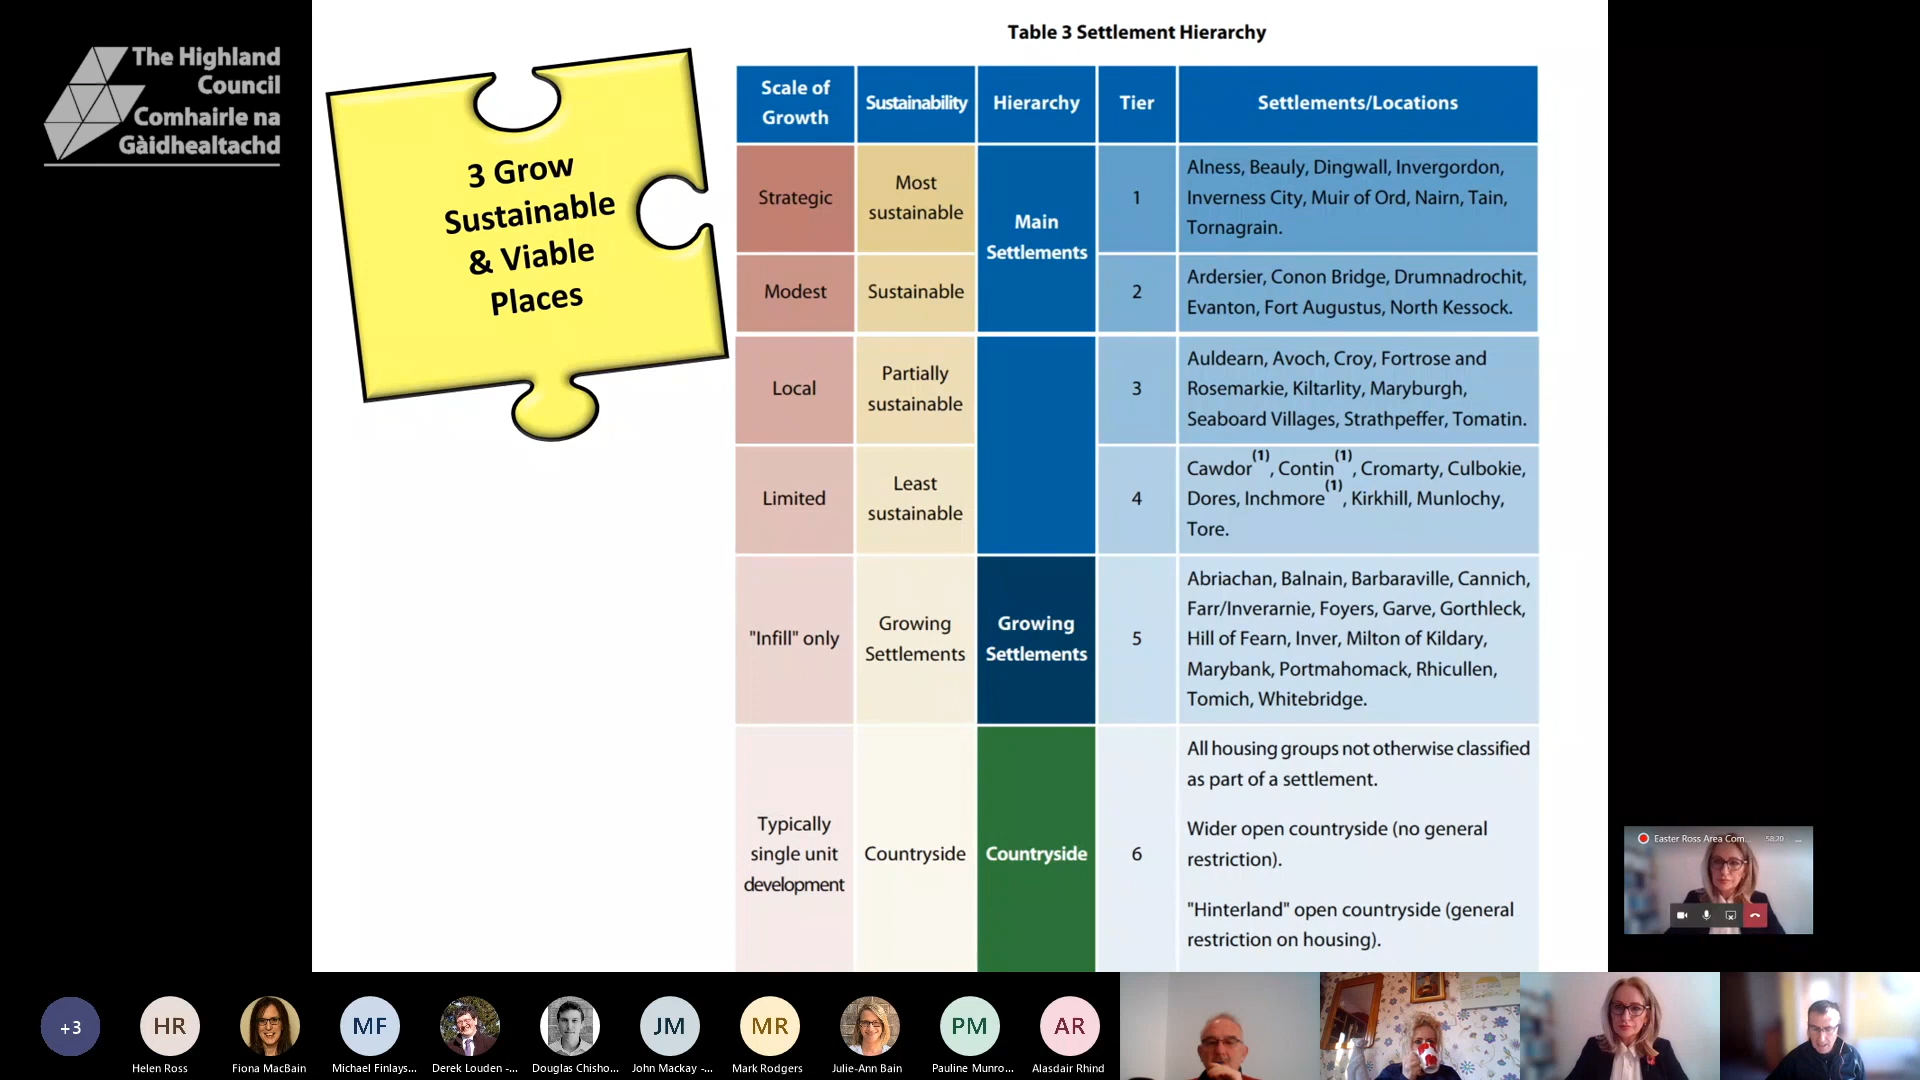 The Highland
Council
Comhairle na
Gàidhealtachd
3 Grow
Sustainable
& Viable
Places
Table 3 Settlement Hierarchy
Scale of
Growth
Sustainability
Hierarchy
Tier
Settlements/Locations
Strategic
Most
sustainable
Main
Settlements
1
Alness, Beauly, Dingwall, Invergordon,
Inverness City, Muir of Ord, Nairn, Tain,
Tornagrain.
Modest
Sustainable
2
Ardersier, Conon Bridge, Drumnadrochit,
Evanton, Fort Augustus, North Kessock.
Local
Partially
sustainable
3
Auldearn, Avoch, Croy, Fortrose and
Rosemarkie, Kiltarlity, Maryburgh,
Seaboard Villages, Strathpeffer, Tomatin.
Limited
Least
sustainable
4
Cawdor(1), Contin(1), Cromarty, Culbokie,
Dores, Inchmore(1), Kirkhill, Munlochy,
Tore.
"Infill" only
Growing
Settlements
Growing
Settlements
5
Abriachan, Balnain, Barbaraville, Cannich,
Farr/Inverarnie, Foyers, Garve, Gorthleck,
Hill of Fearn, Inver, Milton of Kildary,
Marybank, Portmahomack, Rhicullen,
Tomich, Whitebridge.
Typically
single unit
development
Countryside
Countryside
6
All housing groups not otherwise classified
as part of a settlement.
Wider open countryside (no general
restriction).
"Hinterland" open countryside (general
restriction on housing).
Easter Ross Area Com...
58:20
+3
HR
MF
JM
MR
PM
AR
Helen Ross
Fiona MacBain
Michael Finlays...
Derek Louden -...
Douglas Chisho...
John Mackay -...
Mark Rodgers
Julie-Ann Bain
Pauline Munro...
Alasdair Rhind